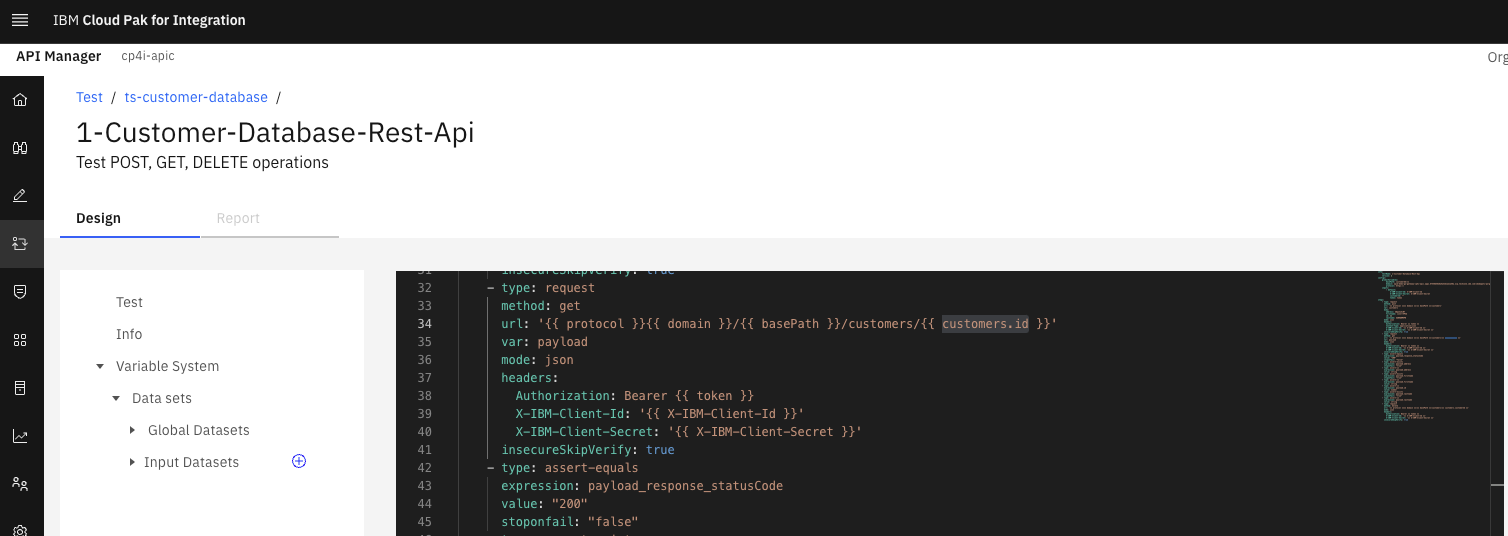 IBM Cloud Pak for Integration
API Manager cp4i-apic
Test / ts-customer-database /
1-Customer-Database-Rest-Api
Test POST, GET, DELETE operations
Design Report
Test
Info
Variable System
Data sets
Global Datasets
Input Datasets
31 insecureSkipVerify: true
32 - type: request
33 method: get
34 url: '{{ protocol }}{{ domain }}/{{ basePath }}/customers/{{ customers.id }}'
35 var: payload
36 mode: json
37 headers:
38 Authorization: Bearer {{ token }}
39 X-IBM-Client-Id: '{{ X-IBM-Client-Id }}'
40 X-IBM-Client-Secret: '{{ X-IBM-Client-Secret }}'
41 insecureSkipVerify: true
42 - type: assert-equals
43 expression: payload_response_statusCode
44 value: "200"
45 stoponfail: "false"